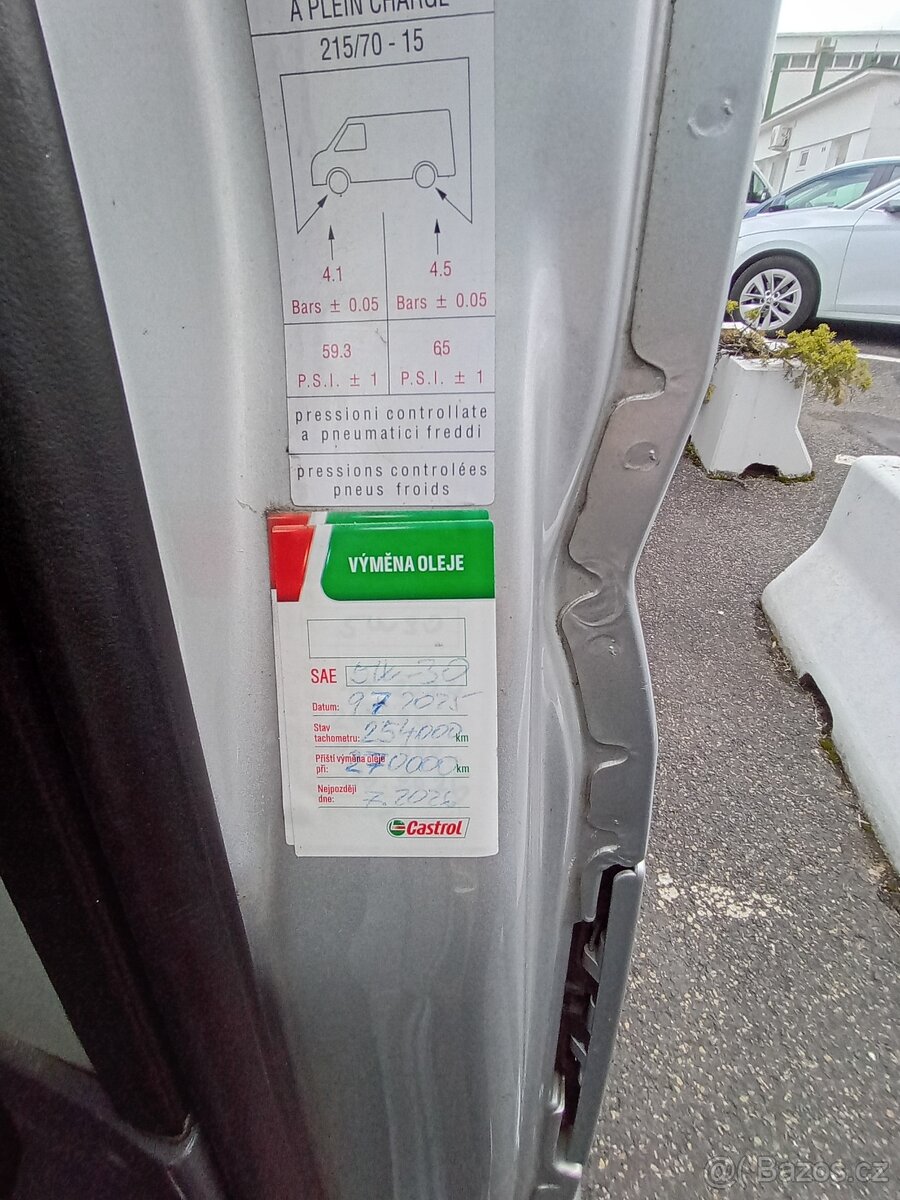 A PLEIN CHARGE
215/70 - 15
4.1 4.5
Bars ± 0.05 Bars ± 0.05
59.3 65
P.S.I. ± 1 P.S.I. ± 1
pressioni controllate
a pneumatici freddi
pressions controlées
pneus froids
VÝMĚNA OLEJE
SAE 5W-30
Datum: 9 7 2025
Stav
tachometru: 254000 km
Příští výměna oleje
při: 270000 km
Nejpozději
dne: 7.2026
Castrol
@( Bazos.cz